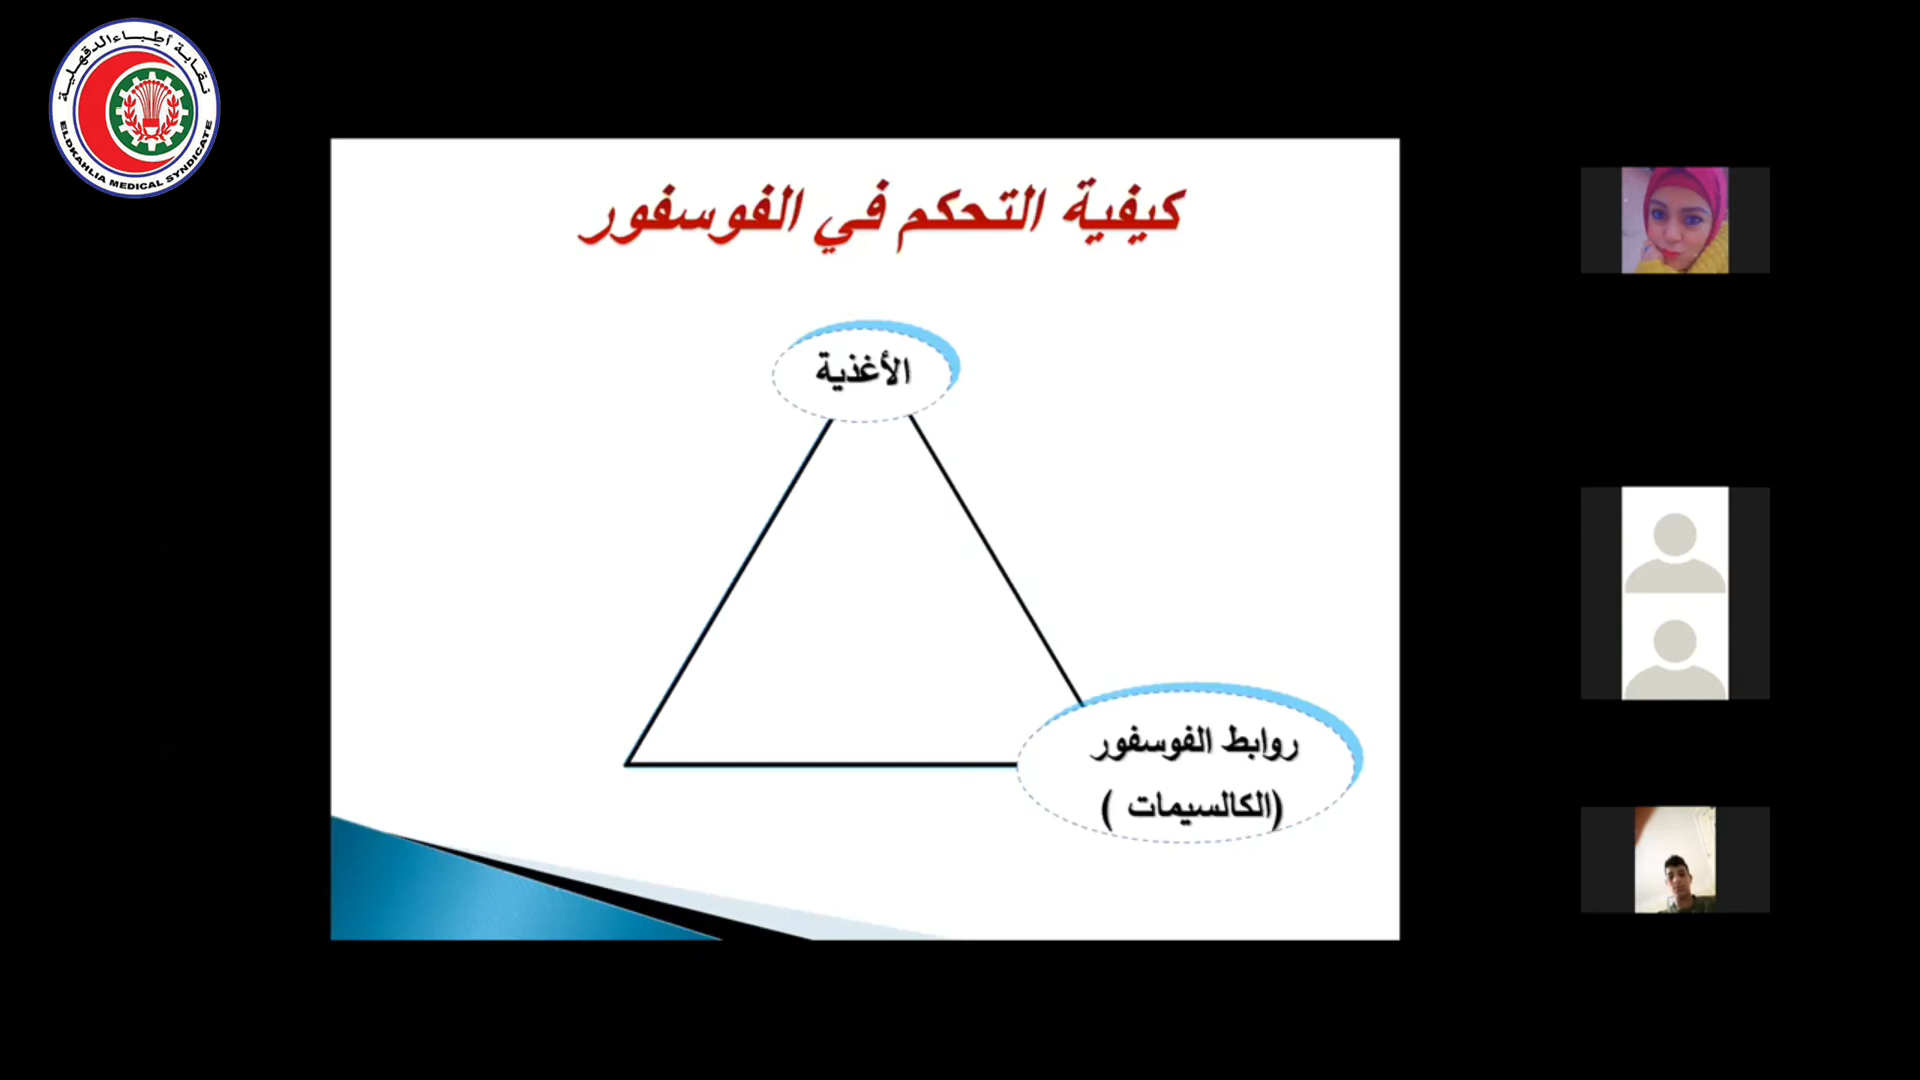 نقابة أطباء الدقهلية
ELDKAHLIA MEDICAL SYNDICATE
كيفية التحكم في الفوسفور
الأغذية
روابط الفوسفور
(الكالسيمات )